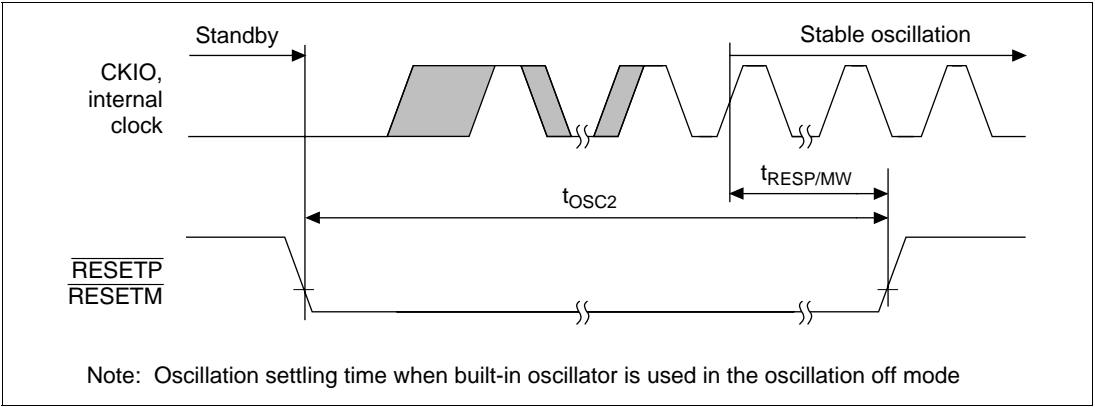 Standby
Stable oscillation
CKIO,
internal
clock
tRESP/MW
tOSC2
RESETP
RESETM
Note: Oscillation settling time when built-in oscillator is used in the oscillation off mode